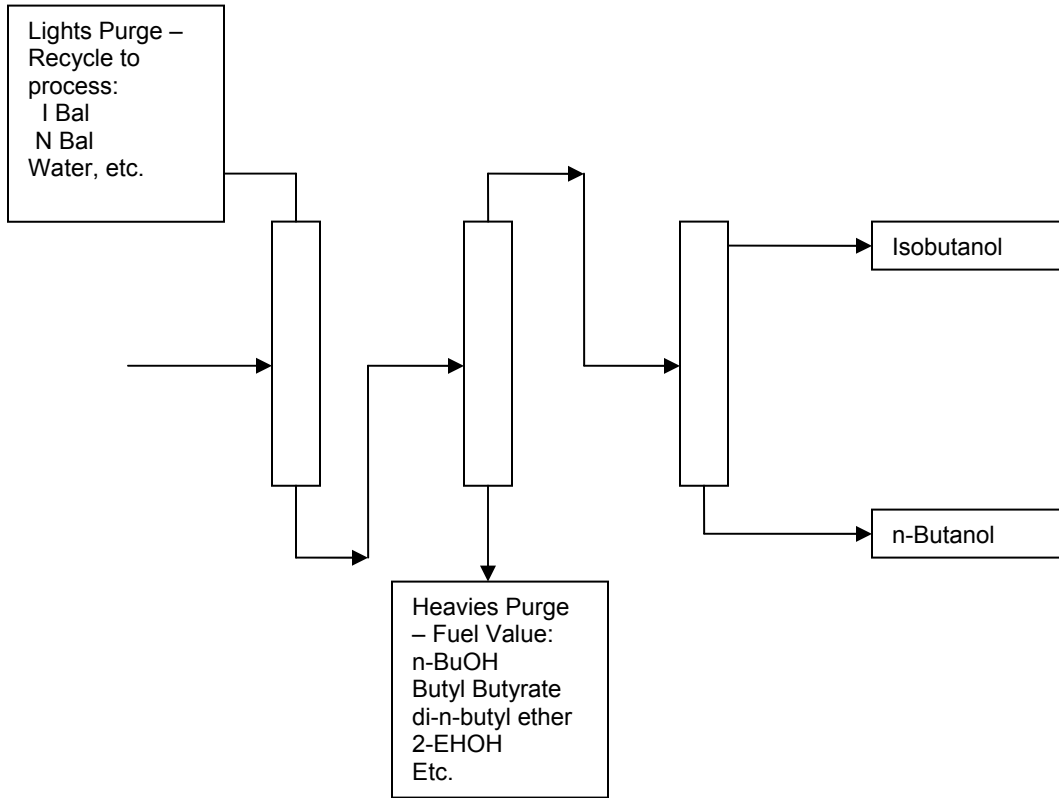 Lights Purge –
Recycle to
process:
I Bal
N Bal
Water, etc.
Isobutanol
n-Butanol
Heavies Purge
– Fuel Value:
n-BuOH
Butyl Butyrate
di-n-butyl ether
2-EHOH
Etc.